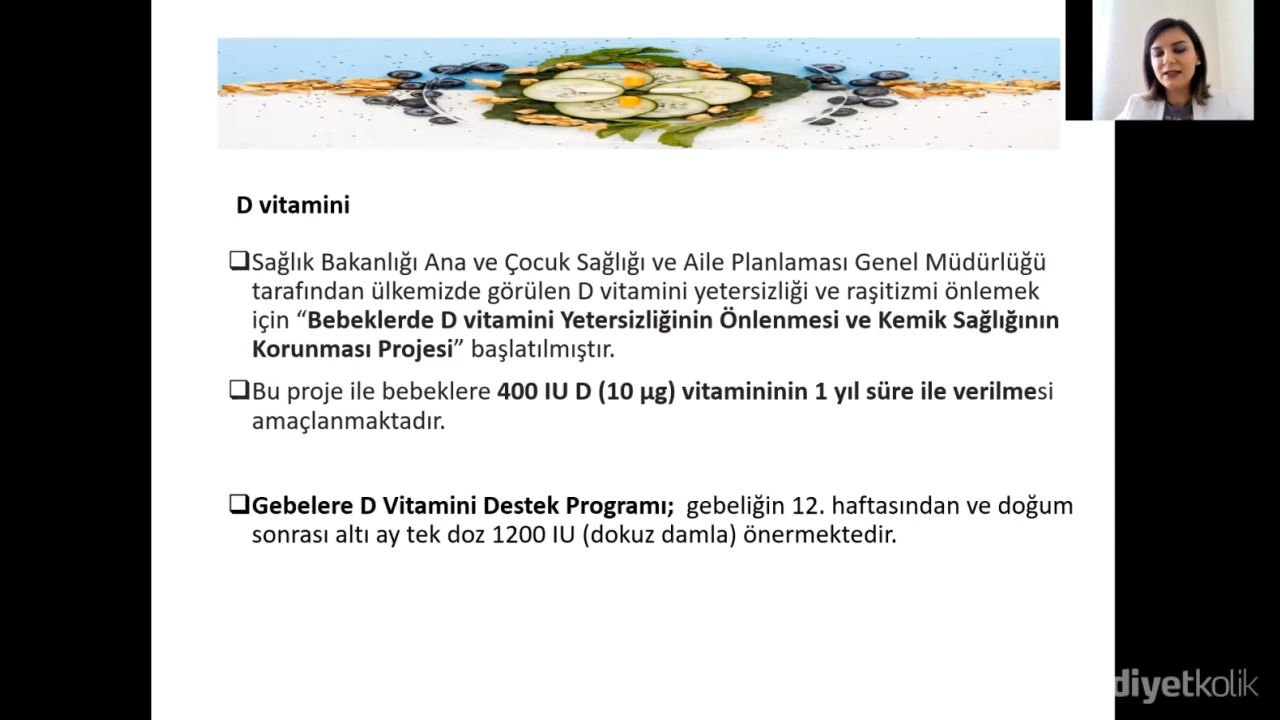 D vitamini
Sağlık Bakanlığı Ana ve Çocuk Sağlığı ve Aile Planlaması Genel Müdürlüğü
tarafından ülkemizde görülen D vitamini yetersizliği ve raşitizmi önlemek
için “Bebeklerde D vitamini Yetersizliğinin Önlenmesi ve Kemik Sağlığının
Korunması Projesi” başlatılmıştır.
Bu proje ile bebeklere 400 IU D (10 µg) vitamininin 1 yıl süre ile verilmesi
amaçlanmaktadır.
Gebelere D Vitamini Destek Programı; gebeliğin 12. haftasından ve doğum
sonrası altı ay tek doz 1200 IU (dokuz damla) önermektedir.
diyetkolik